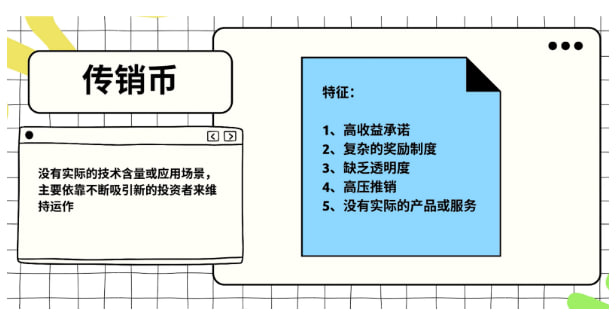 传销币
没有实际的技术含量或应用场景，
主要依靠不断吸引新的投资者来维
持运作
特征：
1、高收益承诺
2、复杂的奖励制度
3、缺乏透明度
4、高压推销
5、没有实际的产品或服务